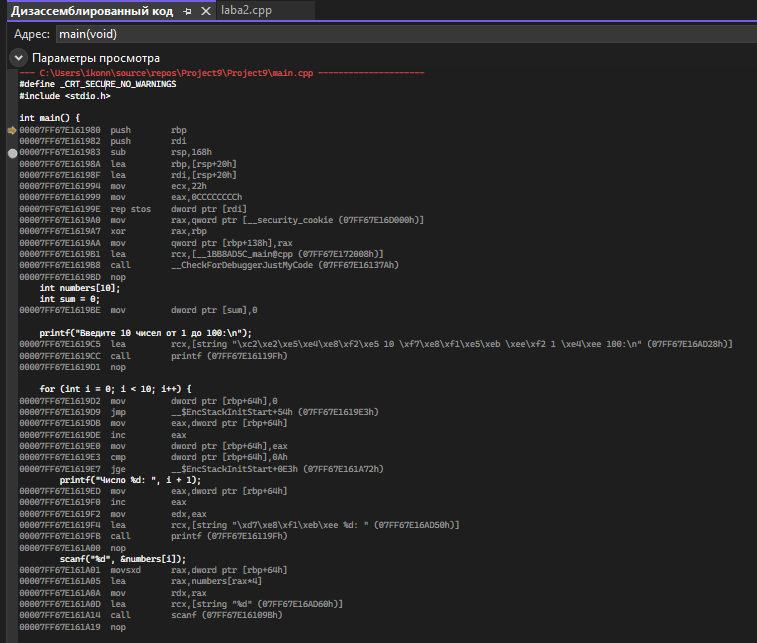 Дизассемблированный код laba2.cpp
Адрес: main(void)
Параметры просмотра
--- C:\Users\ikonn\source\repos\Project9\Project9\main.cpp ---------------------
#define _CRT_SECURE_NO_WARNINGS
#include <stdio.h>
int main() {
00007FF67E161980 push rbp
00007FF67E161982 push rdi
00007FF67E161983 sub rsp,168h
00007FF67E16198A lea rbp,[rsp+20h]
00007FF67E16198F lea rdi,[rsp+20h]
00007FF67E161994 mov ecx,22h
00007FF67E161999 mov eax,0CCCCCCCCh
00007FF67E16199E rep stos dword ptr [rdi]
00007FF67E1619A0 mov rax,qword ptr [__security_cookie (07FF67E16D000h)]
00007FF67E1619A7 xor rax,rbp
00007FF67E1619AA mov qword ptr [rbp+138h],rax
00007FF67E1619B1 lea rcx,[__1BB8AD5C_main@cpp (07FF67E172008h)]
00007FF67E1619B8 call __CheckForDebuggerJustMyCode (07FF67E16137Ah)
00007FF67E1619BD nop
int numbers[10];
int sum = 0;
00007FF67E1619BE mov dword ptr [sum],0
printf("Введите 10 чисел от 1 до 100:\n");
00007FF67E1619C5 lea rcx,[string "\xc2\xe2\xe5\xe4\xe8\xf2\xe5 10 \xf7\xe8\xf1\xe5\xeb \xee\xf2 1 \xe4\xee 100:\n" (07FF67E16AD28h)]
00007FF67E1619CC call printf (07FF67E16119Fh)
00007FF67E1619D1 nop
for (int i = 0; i < 10; i++) {
00007FF67E1619D2 mov dword ptr [rbp+64h],0
00007FF67E1619D9 jmp __$EncStackInitStart+54h (07FF67E1619E3h)
00007FF67E1619DB mov eax,dword ptr [rbp+64h]
00007FF67E1619DE inc eax
00007FF67E1619E0 mov dword ptr [rbp+64h],eax
00007FF67E1619E3 cmp dword ptr [rbp+64h],0Ah
00007FF67E1619E7 jge __$EncStackInitStart+0E3h (07FF67E161A72h)
printf("Число %d: ", i + 1);
00007FF67E1619ED mov eax,dword ptr [rbp+64h]
00007FF67E1619F0 inc eax
00007FF67E1619F2 mov edx,eax
00007FF67E1619F4 lea rcx,[string "\xd7\xe8\xf1\xeb\xee %d: " (07FF67E16AD50h)]
00007FF67E1619FB call printf (07FF67E16119Fh)
00007FF67E161A00 nop
scanf("%d", &numbers[i]);
00007FF67E161A01 movsxd rax,dword ptr [rbp+64h]
00007FF67E161A05 lea rax,numbers[rax*4]
00007FF67E161A0A mov rdx,rax
00007FF67E161A0D lea rcx,[string "%d" (07FF67E16AD60h)]
00007FF67E161A14 call scanf (07FF67E16109Bh)
00007FF67E161A19 nop